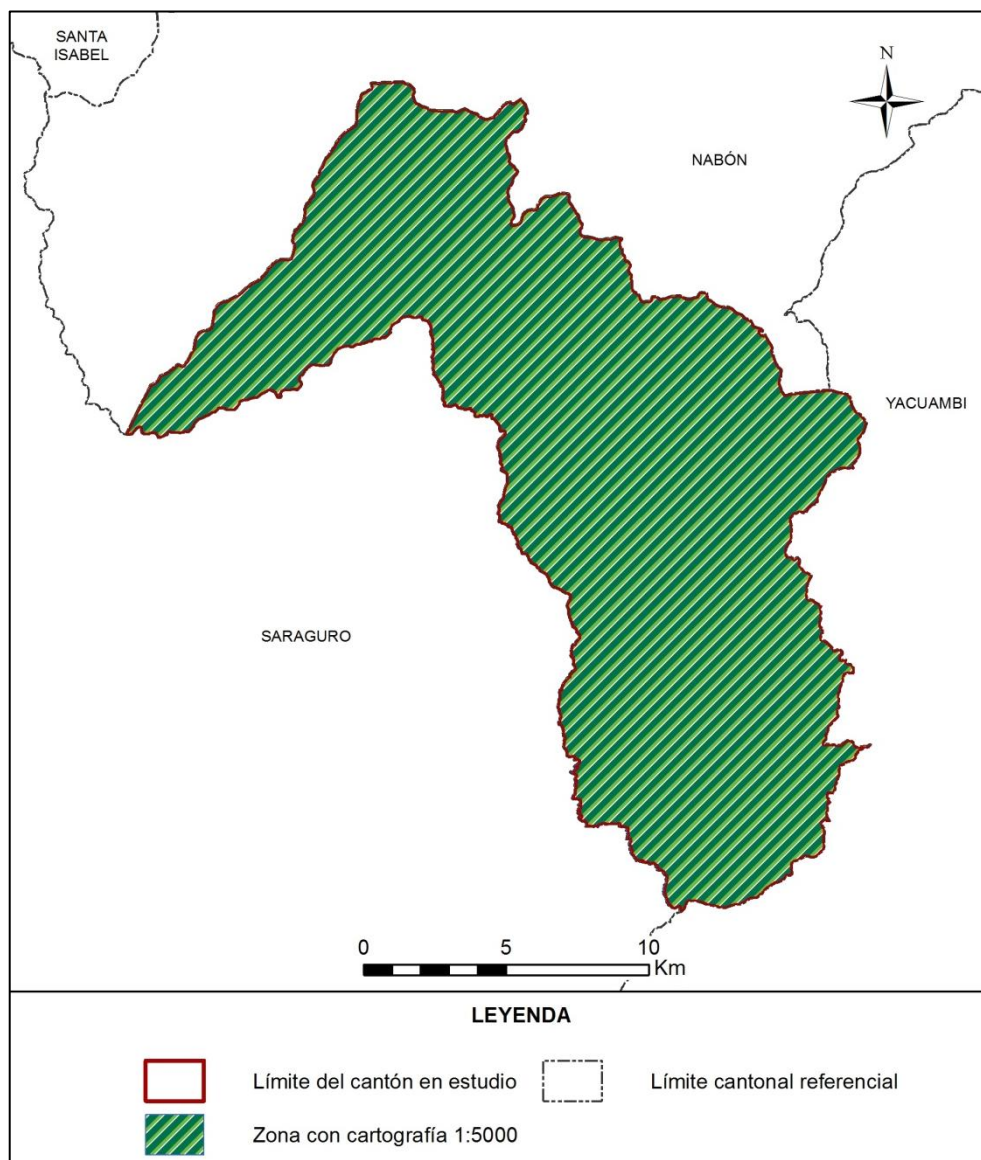 SANTA
ISABEL
N
NABÓN
YACUAMBI
SARAGURO
0 5 10
Km
LEYENDA
Límite del cantón en estudio
Límite cantonal referencial
Zona con cartografía 1:5000